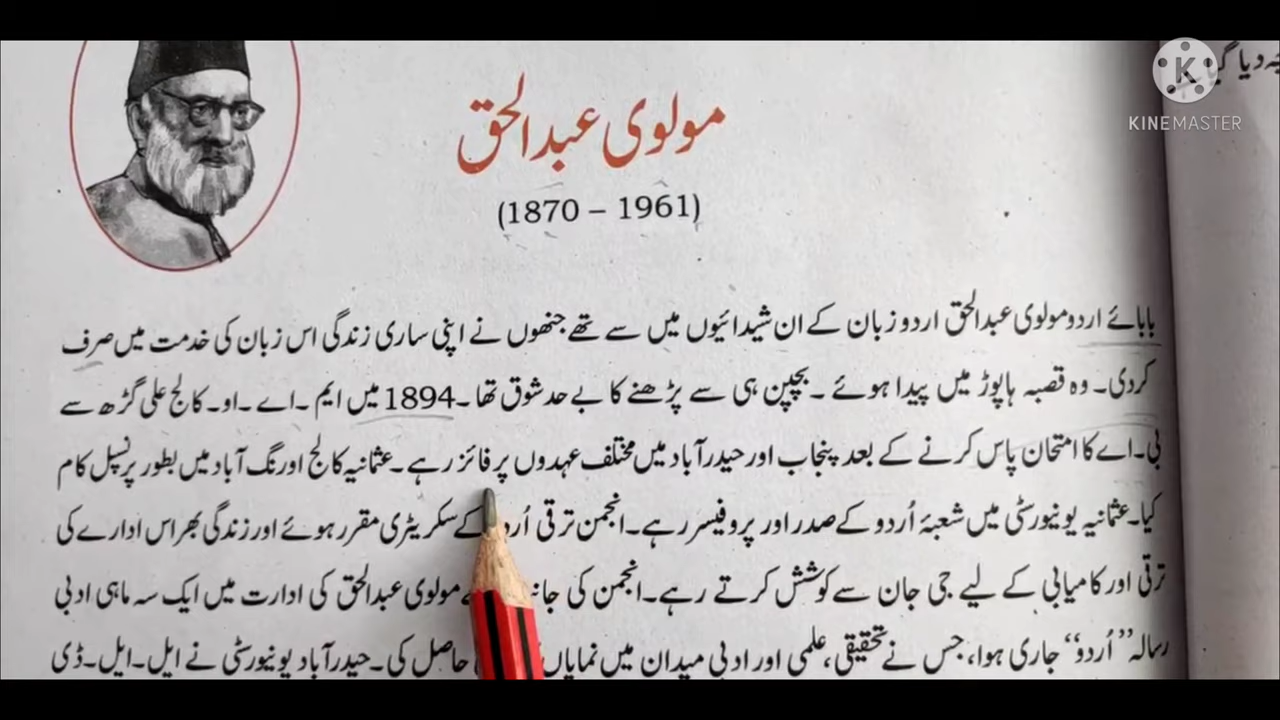 مولوی عبدالحق
(1870 – 1961)
بابائے اردو مولوی عبدالحق اردو زبان کے ان شیدائیوں میں سے تھے جنھوں نے اپنی ساری زندگی اس زبان کی خدمت میں صرف
کردی۔ وہ قصبہ ہاپوڑ میں پیدا ہوئے ۔ بچپن ہی سے پڑھنے کا بے حد شوق تھا ۔ 1894 میں ایم ۔ اے ۔ او۔ کالج علی گڑھ سے
بی۔اے کا امتحان پاس کرنے کے بعد پنجاب اور حیدرآباد میں مختلف عہدوں پر فائز رہے ۔ عثمانیہ کالج اورنگ آباد میں بطور پرنسپل کام
کیا۔ عثمانیہ یونیورسٹی میں شعبۂ اُردو کے صدر اور پروفیسر رہے۔ انجمن ترقی کے سکریٹری مقرر ہوئے اور زندگی بھر اس ادارے کی
ترقی اور کامیابی کے لیے جی جان سے کوشش کرتے رہے۔ انجمن کی مولوی عبدالحق کی ادارت میں ایک سہ ماہی ادبی
رسالہ ”اُردو“ جاری ہوا، جس نے تحقیقی، علمی اور ادبی میدان میں نمایاں حاصل کی۔ حیدرآباد یونیورسٹی نے ایل۔ایل۔ڈی
دیا
KINEMASTER